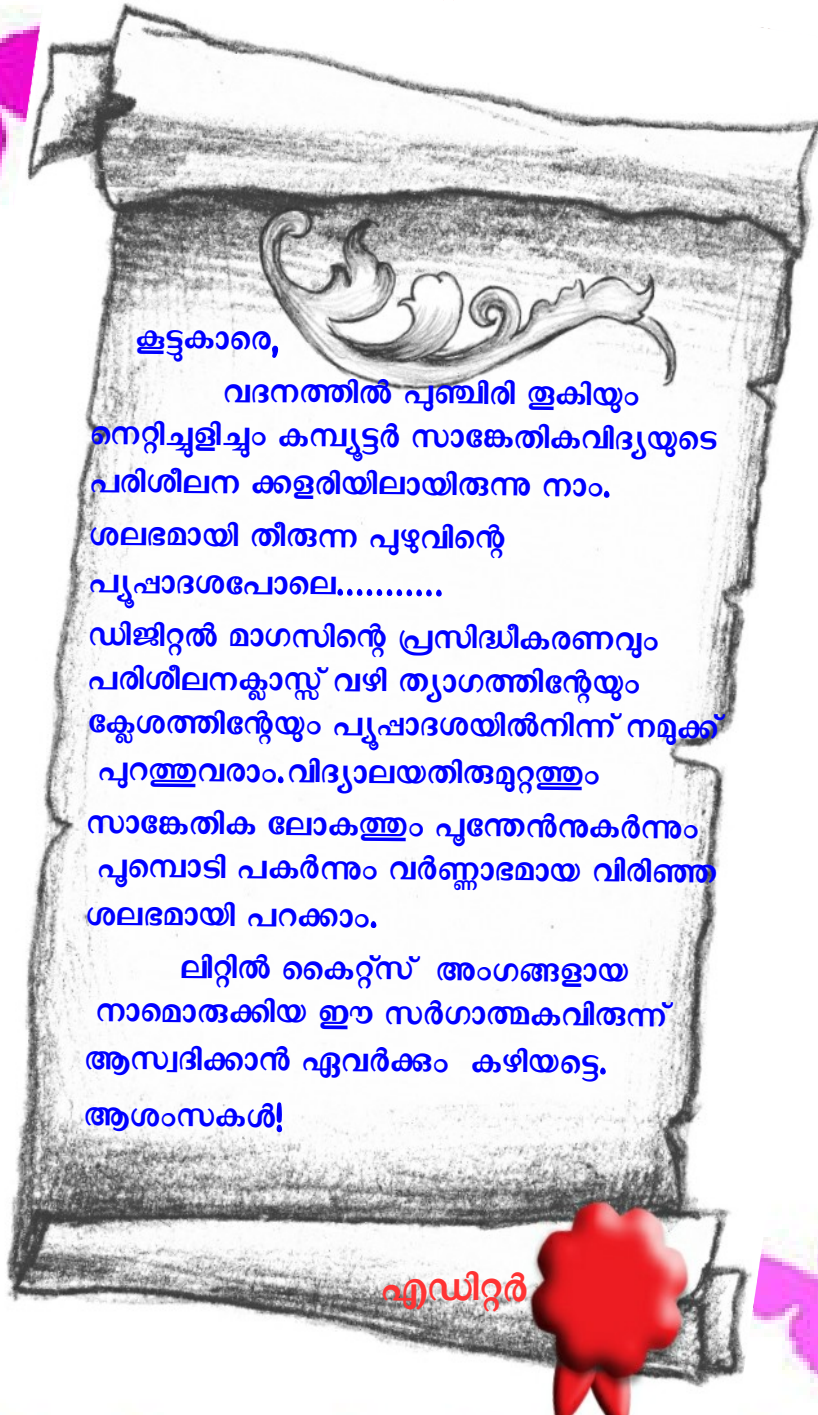 കൂട്ടുകാരെ,
വദനത്തിൽ പുഞ്ചിരി തൂകിയും
നെറ്റിച്ചുളിച്ചും കമ്പ്യൂട്ടർ സാങ്കേതികവിദ്യയുടെ
പരിശീലന ക്കളരിയിലായിരുന്നു നാം.
ശലഭമായി തീരുന്ന പുഴുവിന്റെ
പ്യൂപ്പാദശപോലെ...........
ഡിജിറ്റൽ മാഗസിന്റെ പ്രസിദ്ധീകരണവും
പരിശീലനക്ലാസ്സ് വഴി ത്യാഗത്തിന്റേയും
ക്ലേശത്തിന്റേയും പ്യൂപ്പാദശയിൽനിന്ന് നമുക്ക്
പുറത്തുവരാം.വിദ്യാലയതിരുമുറ്റത്തും
സാങ്കേതിക ലോകത്തും പൂന്തേൻനുകർന്നും
പൂമ്പൊടി പകർന്നും വർണ്ണാഭമായ വിരിഞ്ഞ
ശലഭമായി പറക്കാം.
ലിറ്റിൽ കൈറ്റ്സ് അംഗങ്ങളായ
നാമൊരുക്കിയ ഈ സർഗാത്മകവിരുന്ന്
ആസ്വദിക്കാൻ ഏവർക്കും കഴിയട്ടെ.
ആശംസകൾ!
എഡിറ്റർ